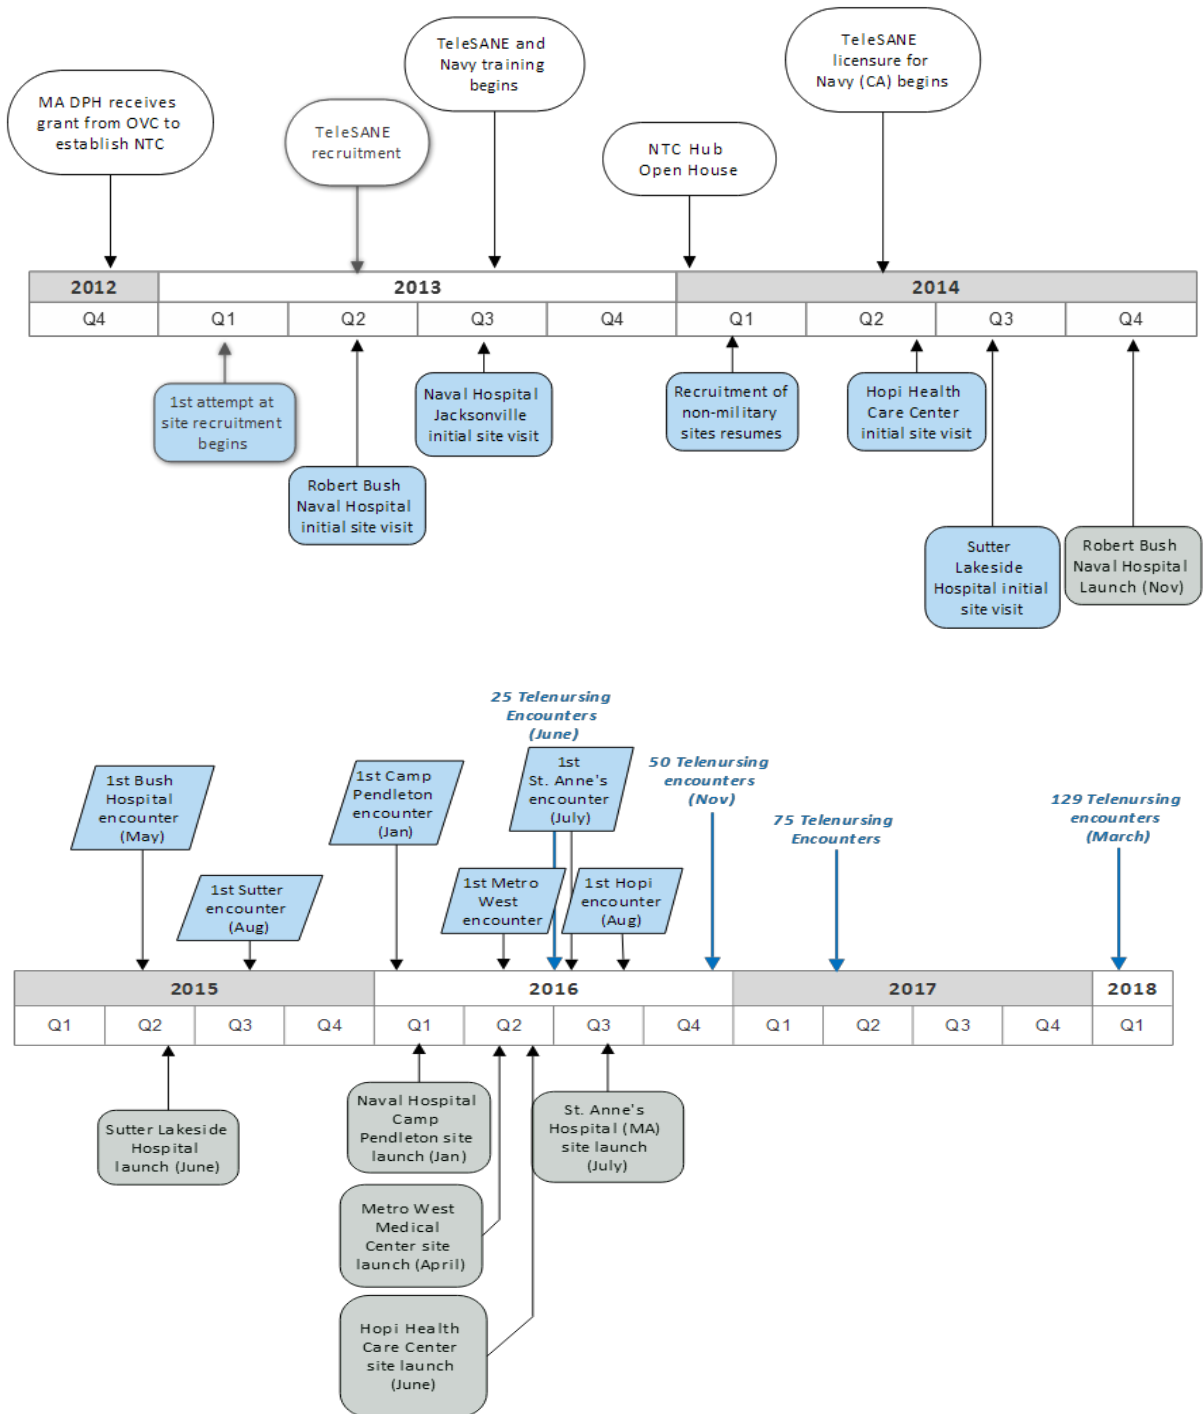 MA DPH receives
grant from OVC to
establish NTC
TeleSANE
recruitment
TeleSANE and
Navy training
begins
NTC Hub
Open House
TeleSANE
licensure for
Navy (CA) begins
2012
2013
2014
Q4
Q1
Q2
Q3
Q4
Q1
Q2
Q3
Q4
1st attempt at
site recruitment
begins
Robert Bush
Naval Hospital
initial site visit
Naval Hospital
Jacksonville
initial site visit
Recruitment of
non-military
sites resumes
Hopi Health
Care Center
initial site visit
Sutter
Lakeside
Hospital initial
site visit
Robert Bush
Naval Hospital
Launch (Nov)
25 Telenursing
Encounters
(June)
50 Telenursing
encounters
(Nov)
75 Telenursing
Encounters
129 Telenursing
encounters
(March)
1st Bush
Hospital
encounter
(May)
1st Sutter
encounter
(Aug)
1st Camp
Pendleton
encounter
(Jan)
1st Metro
West
encounter
1st
St. Anne's
encounter
(July)
1st Hopi
encounter
(Aug)
2015
2016
2017
2018
Q1
Q2
Q3
Q4
Q1
Q2
Q3
Q4
Q1
Q2
Q3
Q4
Q1
Sutter Lakeside
Hospital
launch (June)
Naval Hospital
Camp
Pendleton site
launch (Jan)
Metro West
Medical
Center site
launch (April)
Hopi Health
Care Center
site launch
(June)
St. Anne's
Hospital (MA)
site launch
(July)